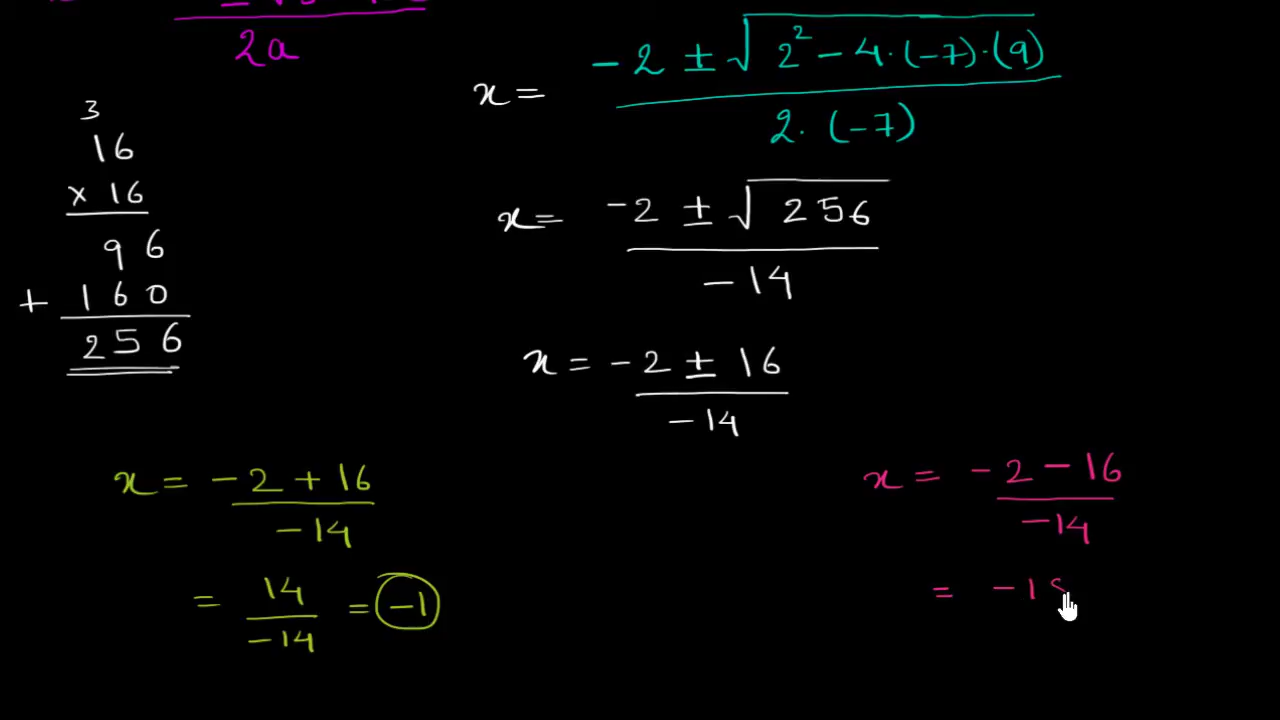 2a
3
16
× 16
96
+ 160
256
x = -2 ± √2² - 4·(-7)·(9)
2·(-7)
x = -2 ± √256
-14
x = -2 ± 16
-14
x = -2 + 16
-14
= 14 = -1
-14
x = -2 - 16
-14
= -1